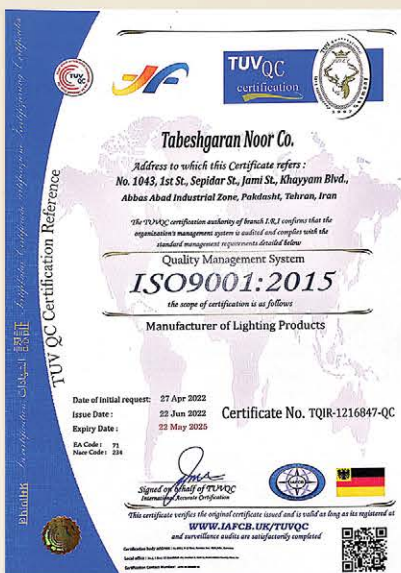 TUV QC
certification
TUV
QC
Tabeshgaran Noor Co.
Address to which this Certificate refers :
No. 1043, 1st St., Sepidar St., Jami St., Khayyam Blvd.,
Abbas Abad Industrial Zone, Pakdasht, Tehran, Iran
The TUVQC certification authority of branch I.R.I confirms that the
organization's management system is audited and complies with the
standard management requirements detailed below
Quality Management System
ISO9001:2015
the scope of certification is as follows
Manufacturer of Lighting Products
TUV QC Certification Reference
Date of initial request: 27 Apr 2022
Issue Date : 22 Jun 2022
Expiry Date : 22 May 2025
Certificate No. TQIR-1216847-QC
EA Code : 71
Nace Code : 234
Signed on behalf of TUVQC
International Accurate Certification
IAFCB
This certificate verifies the original certificate issued and is valid as long as its registered at
WWW.IAFCB.UK/TUVQC
and surveillance audits are satisfactorily completed